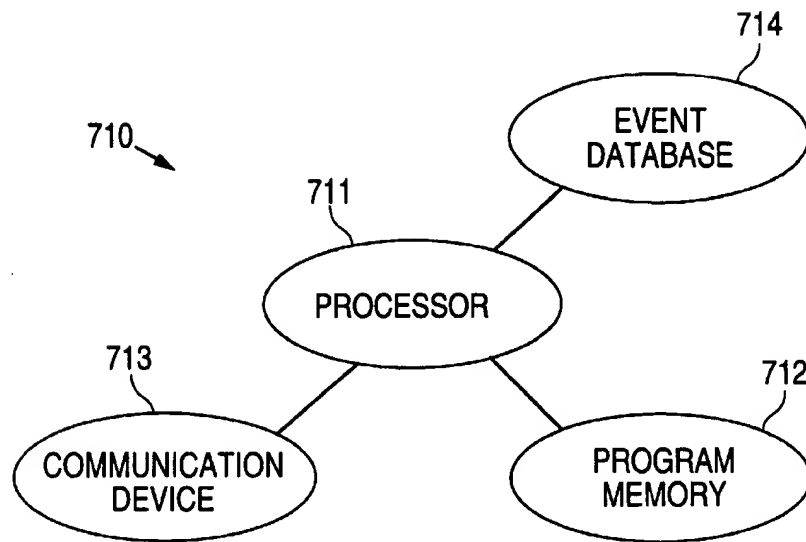 714
EVENT
DATABASE
710
711
PROCESSOR
713
COMMUNICATION
DEVICE
712
PROGRAM
MEMORY